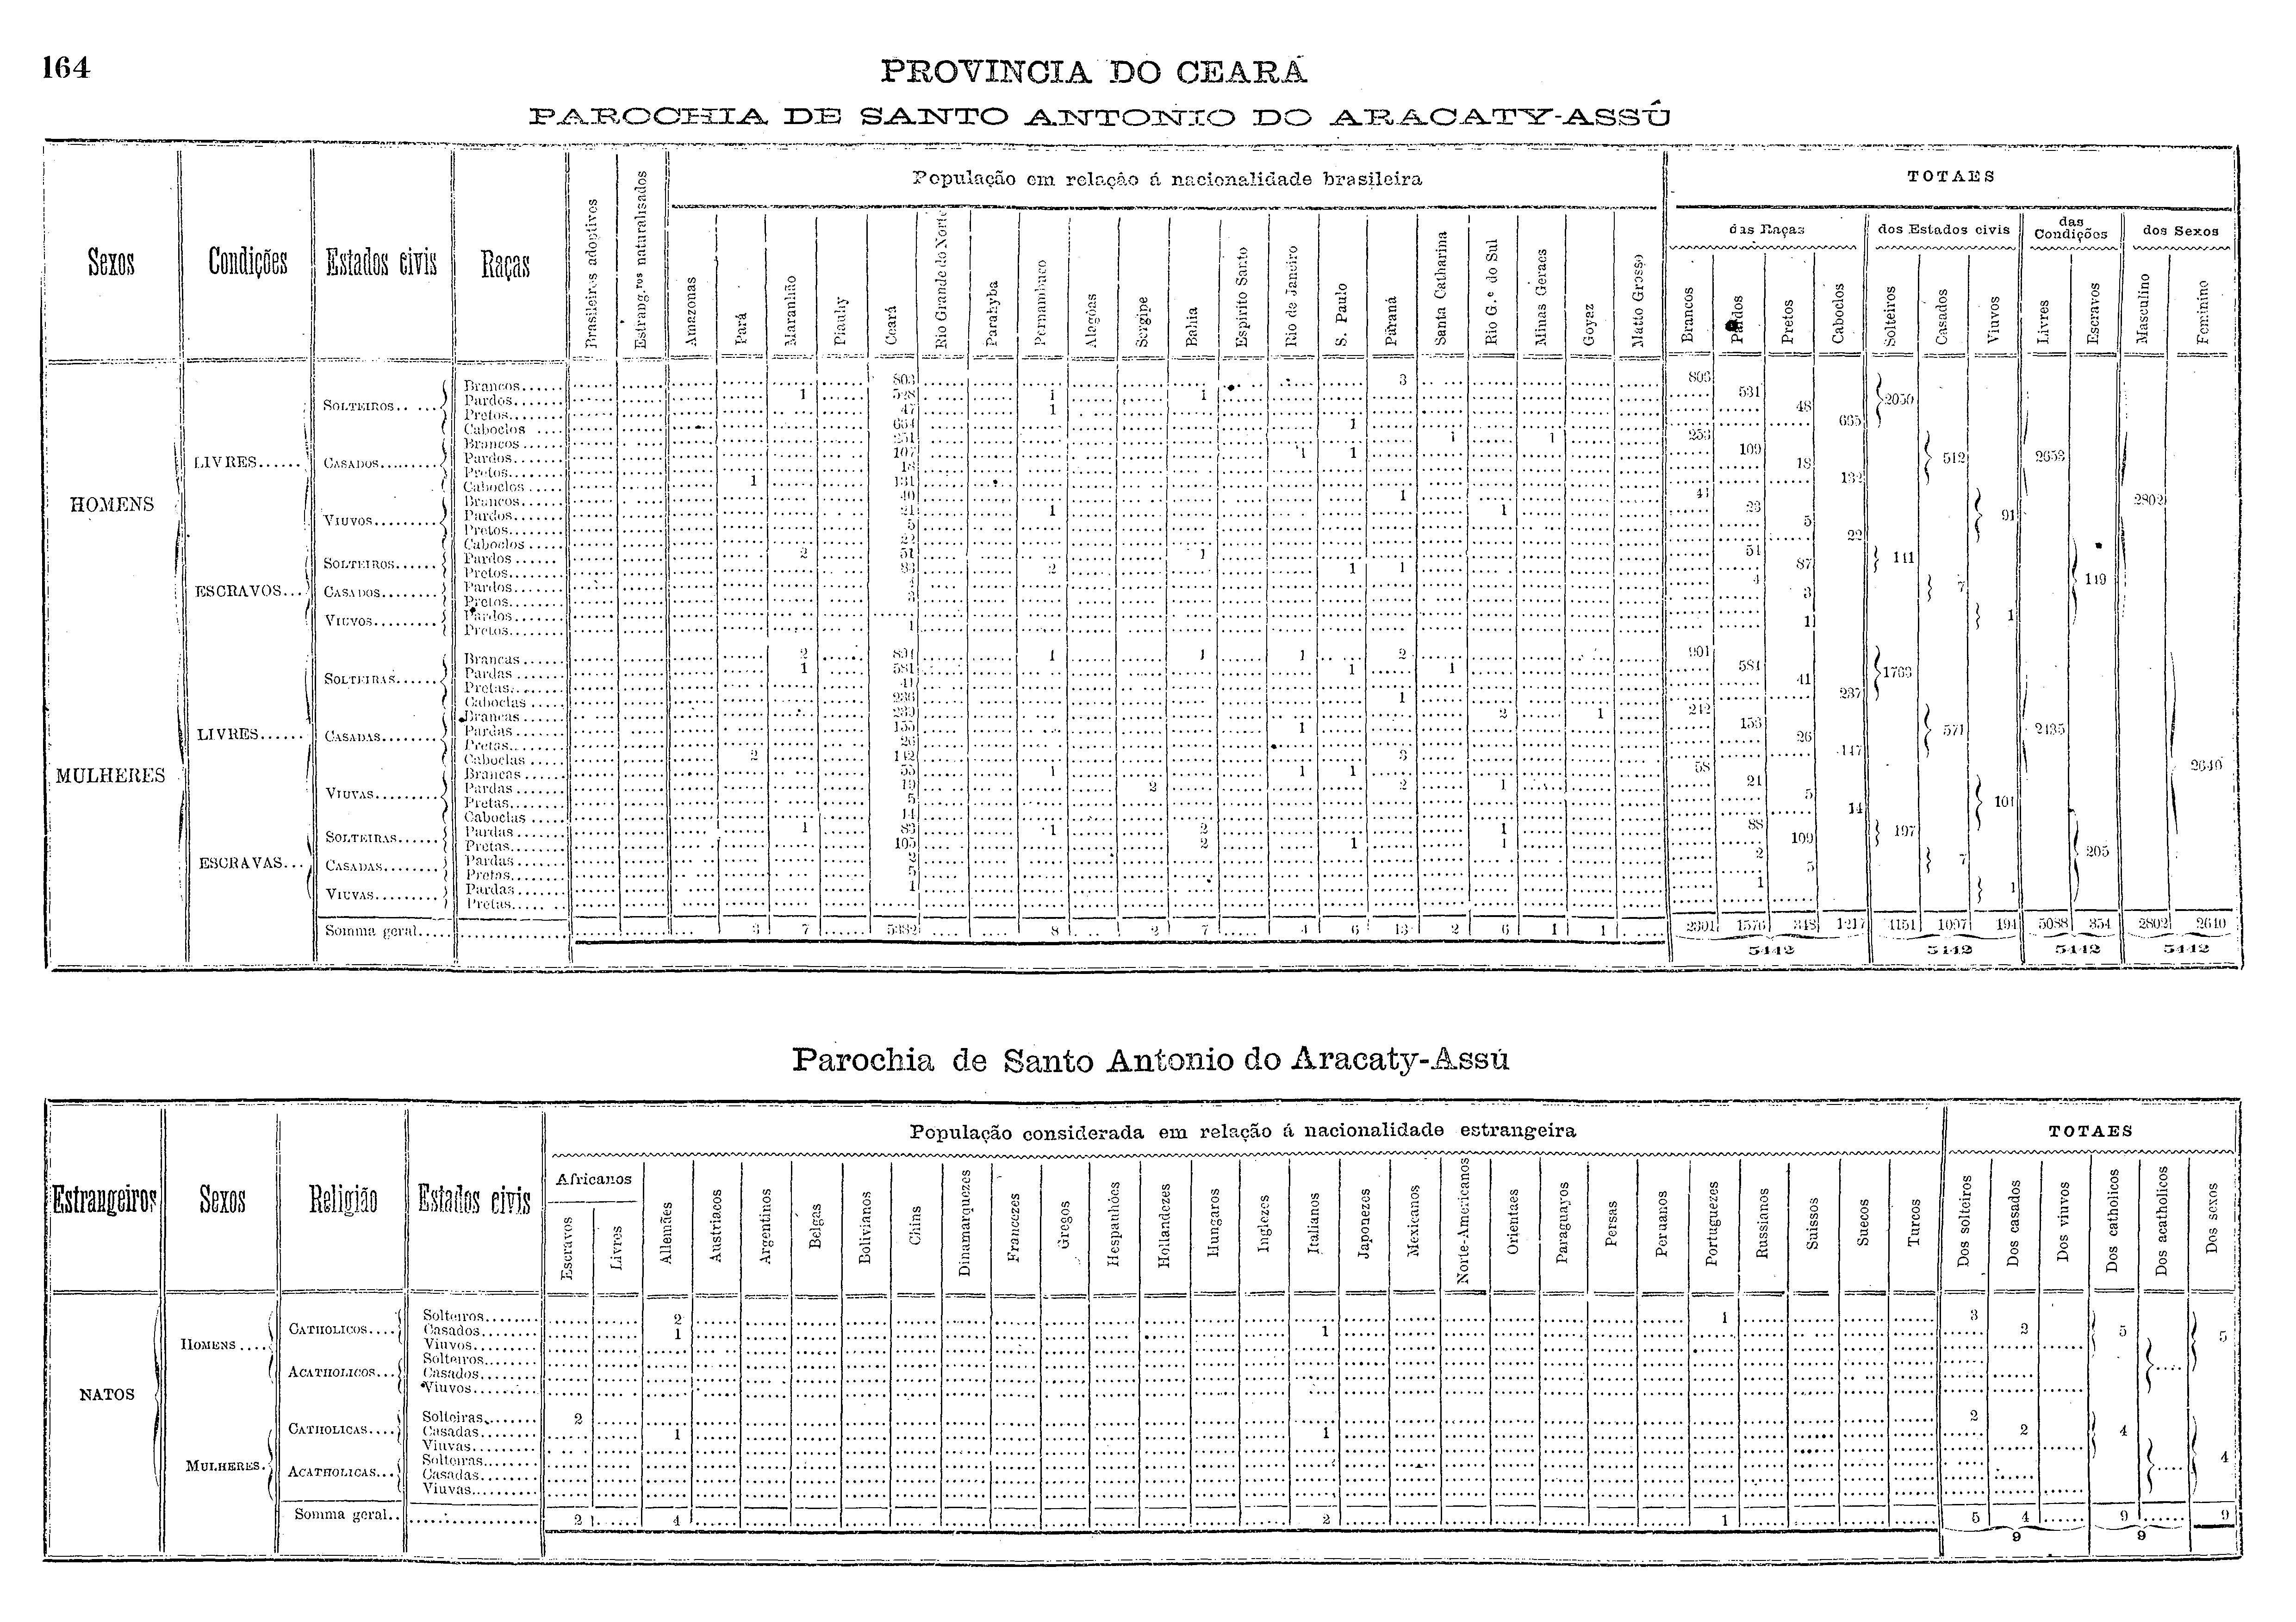 164
PROVINCIA DO CEARÁ
PAROCHIA DE SANTO ANTONIO DO ARACATY-ASSÚ
Sexos Condições Estados civis Raças Brasileiros adoptivos Estrang.ros naturalisados População em relação á nacionalidade brasileira TOTAES
das Raças dos Estados civis das Condições dos Sexos
Amazonas Pará Maranhão Piauhy Ceará Rio Grande do Norte Parahyba Pernambuco Alagôas Sergipe Bahia Espirito Santo Rio de Janeiro S. Paulo Paraná Santa Catharina Rio G.e do Sul Minas Geraes Goyaz Matto Grosso Brancos Pardos Pretos Caboclos Solteiros Casados Viuvos Livres Escravos Masculino Feminino
HOMENS LIVRES SOLTEIROS Brancos 803 3 806 2050 2653 2802
Pardos 1 528 1 1 531
Pretos 47 1 48
Caboclos 664 1 665
CASADOS Brancos 251 1 1 253 512
Pardos 107 1 1 109
Pretos 18 18
Caboclos 1 131 132
VIUVOS Brancos 40 1 41 91
Pardos 21 1 1 23
Pretos 5 5
Caboclos 22 22
ESCRAVOS SOLTEIROS Pardos 2 51 1 54 141 149
Pretos 83 2 1 1 87
CASADOS Pardos 4 4 7
Pretos 3 3
VIUVOS Pardos 1
Pretos 1 1
MULHERES LIVRES SOLTEIRAS Brancas 2 894 1 1 1 2 901 1763 2435 2640
Pardas 1 581 1 1 584
Pretas 41 41
Caboclas 236 1 237
CASADAS Brancas 239 2 1 242 571
Pardas 155 1 156
Pretas 26 26
Caboclas 2 142 3 147
VIUVAS Brancas 55 1 1 1 58 101
Pardas 19 2 2 1 24
Pretas 5 5
Caboclas 14 14
ESCRAVAS SOLTEIRAS Pardas 1 83 1 2 1 88 197 205
Pretas 105 2 1 1 109
CASADAS Pardas 2 2 7
Pretas 5 5
VIUVAS Pardas 1 1 1
Pretas
Somma geral 3 7 5332 8 2 7 4 6 13 2 6 1 1 2301 1576 348 1217 4151 1097 194 5088 354 2802 2640
5442 5442 5442 5442
Parochia de Santo Antonio do Aracaty-Assú
Estrangeiros Sexos Religião Estados civis População considerada em relação á nacionalidade estrangeira TOTAES
Africanos
Escravos Livres Allemães Austriacos Argentinos Belgas Bolivianos Chins Dinamarquezes Francezes Gregos Hespanhóes Hollandezes Hungaros Inglezes Italianos Japonezes Mexicanos Norte-Americanos Orientaes Paraguayos Persas Peruanos Portuguezes Russianos Suissos Suecos Turcos Dos solteiros Dos casados Dos viuvos Dos catholicos Dos acatholicos Dos sexos
NATOS HOMENS CATHOLICOS Solteiros 2 1 3 5 5
Casados 1 1 2
Viuvos
ACATHOLICOS Solteiros
Casados
Viuvos
MULHERES CATHOLICAS Solteiras 2 2 4 4
Casadas 1 1 2
Viuvas
ACATHOLICAS Solteiras
Casadas
Viuvas
Somma geral 2 4 2 1 5 4 9 9
9 9